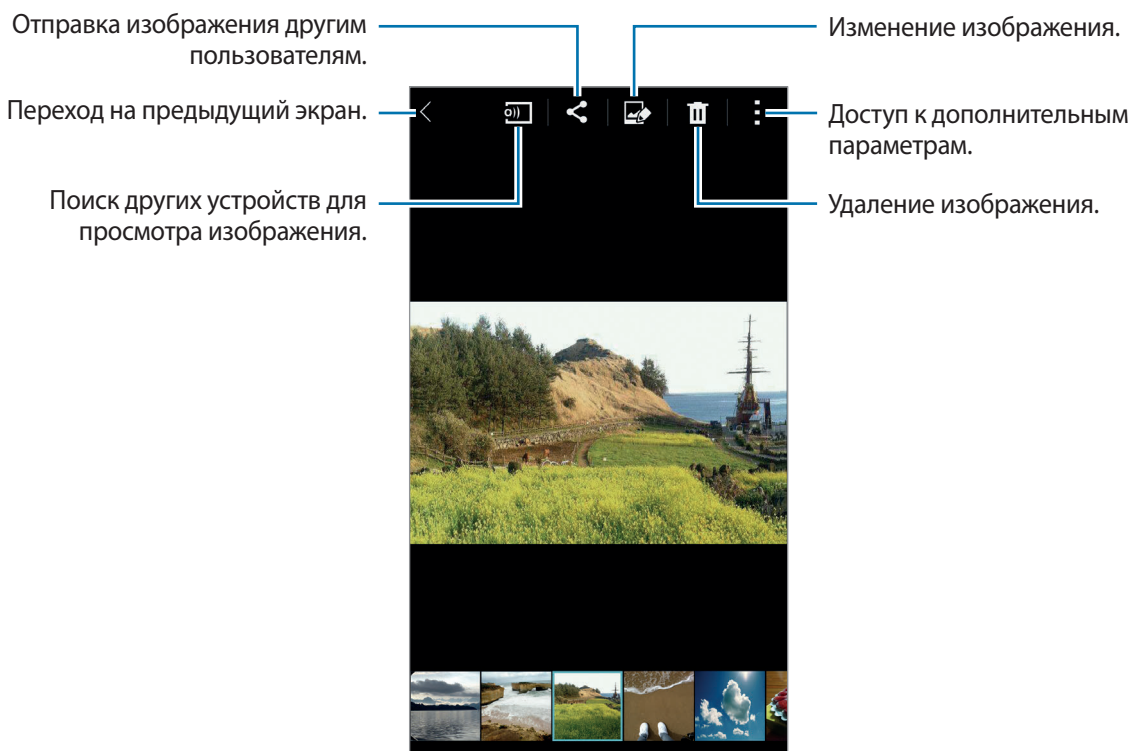 Отправка изображения другим
пользователям.
Переход на предыдущий экран.
Поиск других устройств для
просмотра изображения.
Изменение изображения.
Доступ к дополнительным
параметрам.
Удаление изображения.